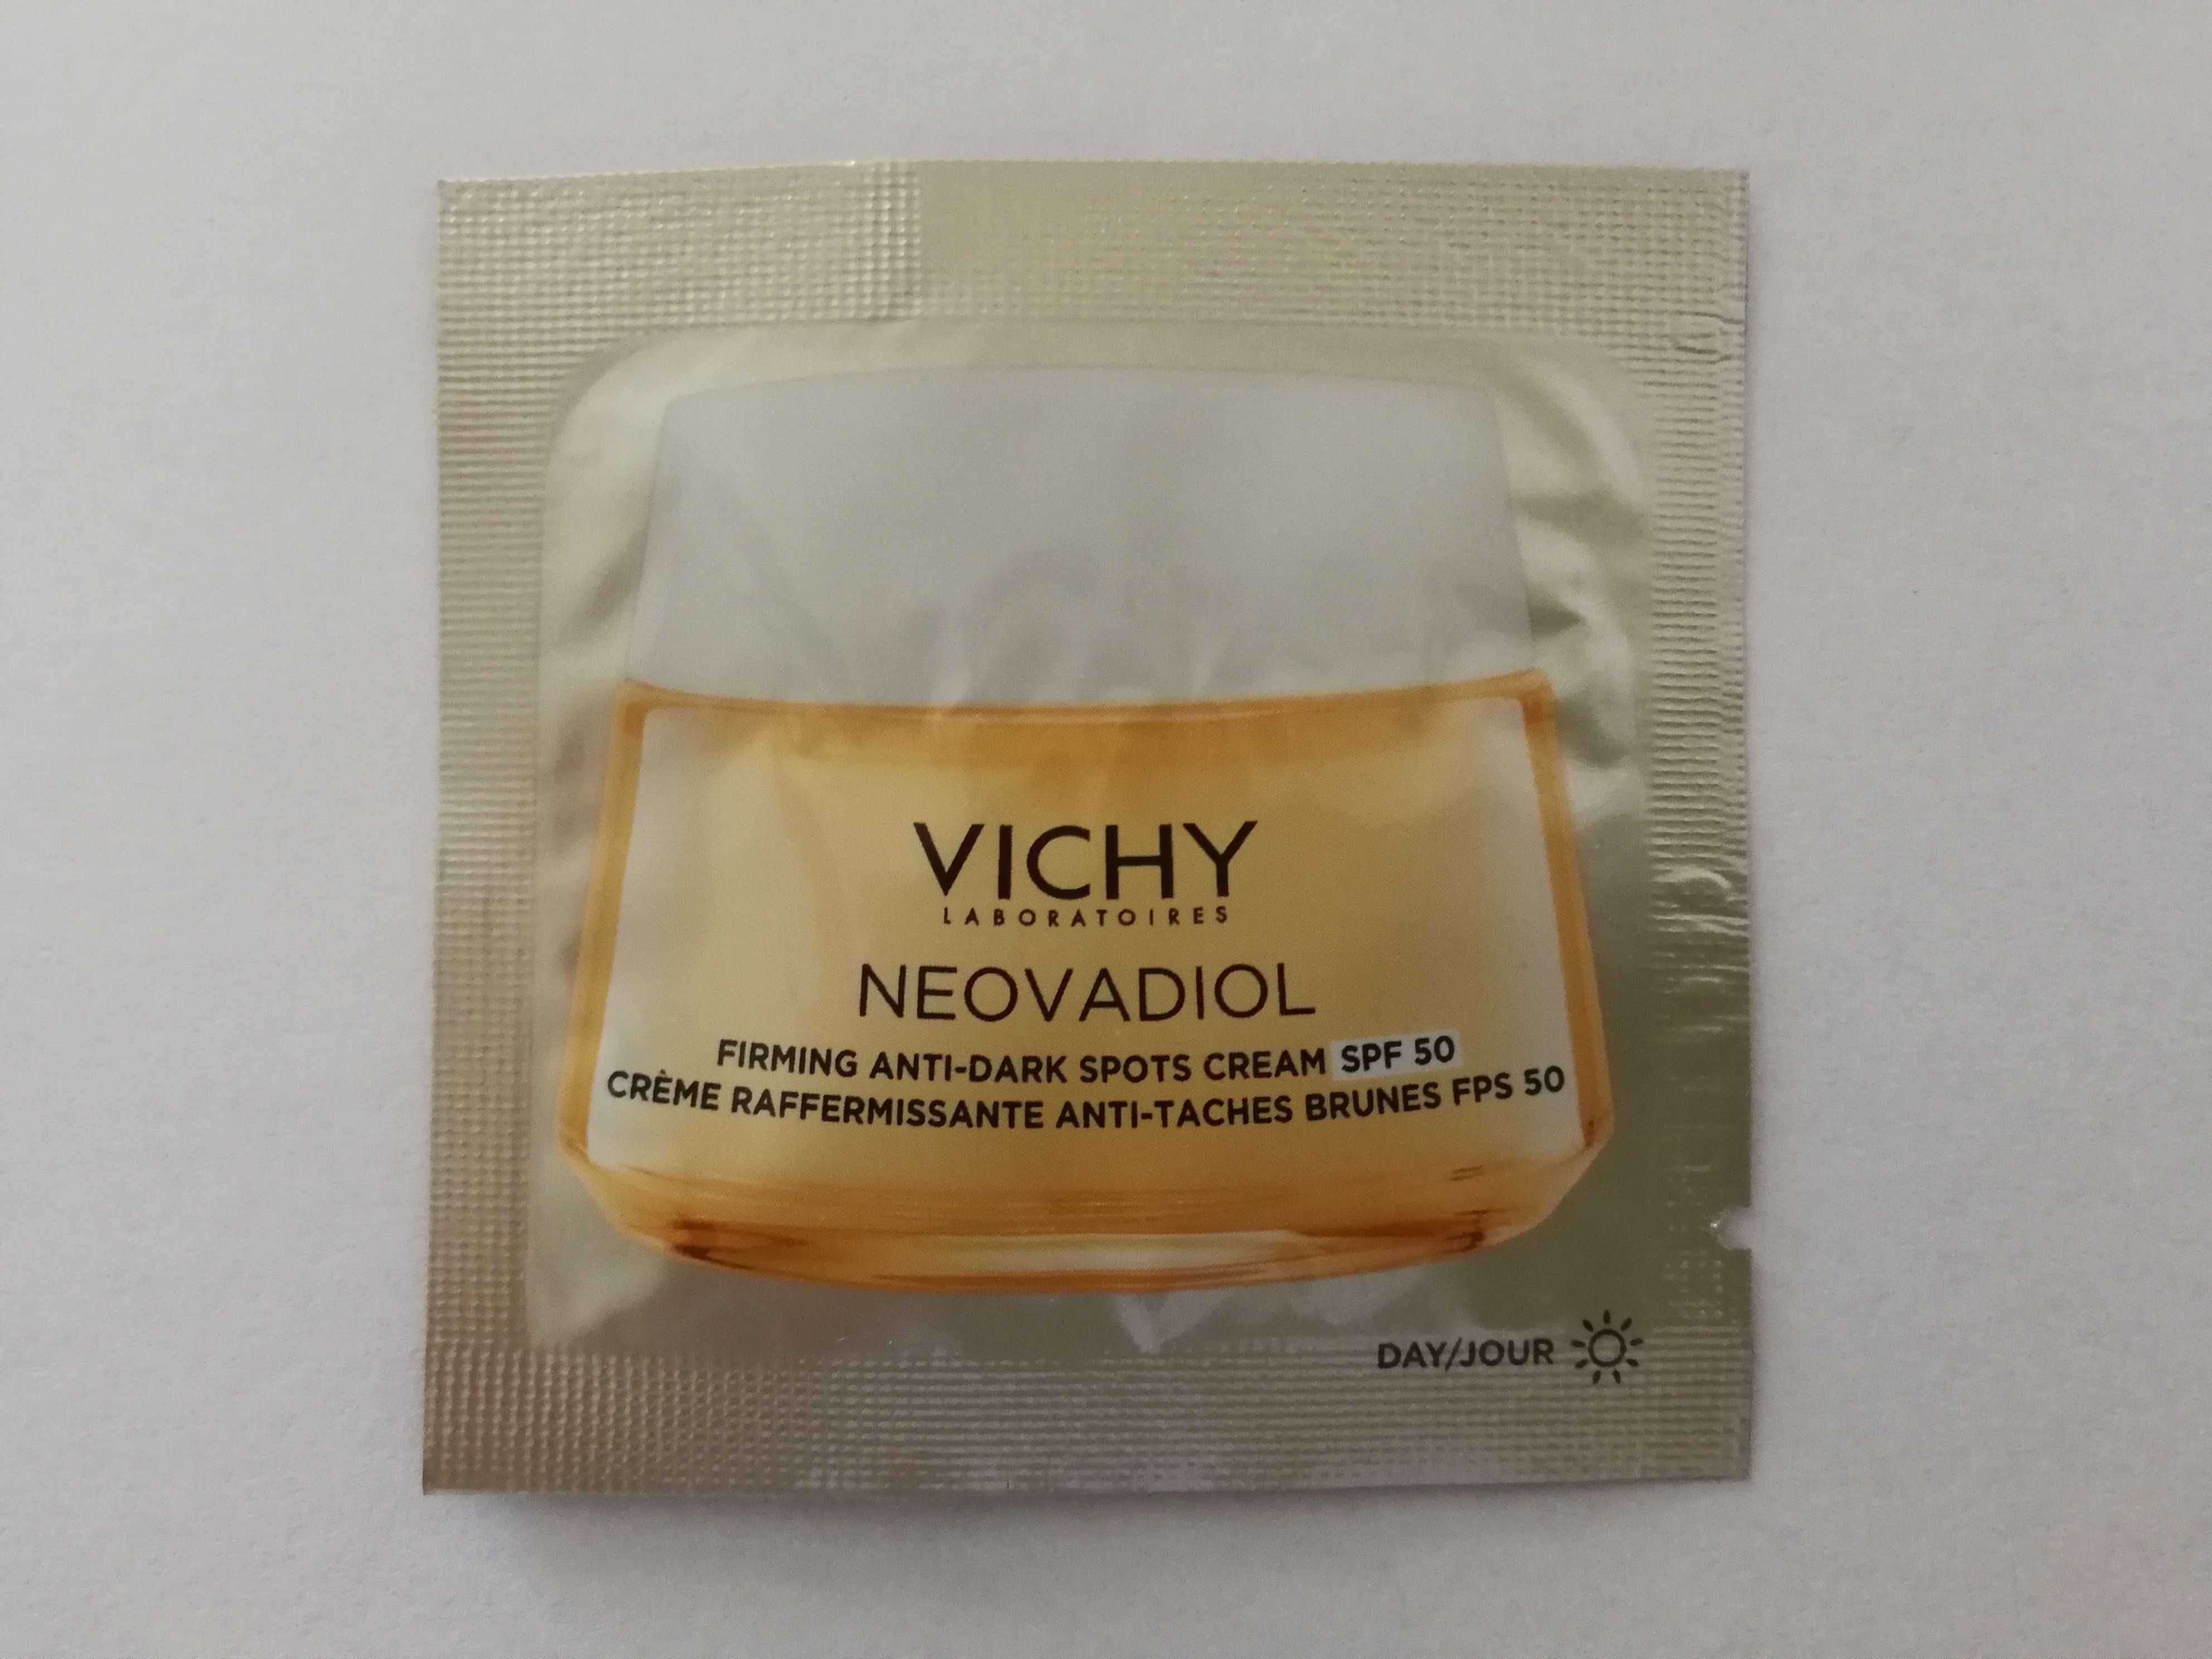 VICHY
LABORATOIRES
NEOVADIOL
FIRMING ANTI-DARK SPOTS CREAM SPF 50
CRÈME RAFFERMISSANTE ANTI-TACHES BRUNES FPS 50
DAY/JOUR